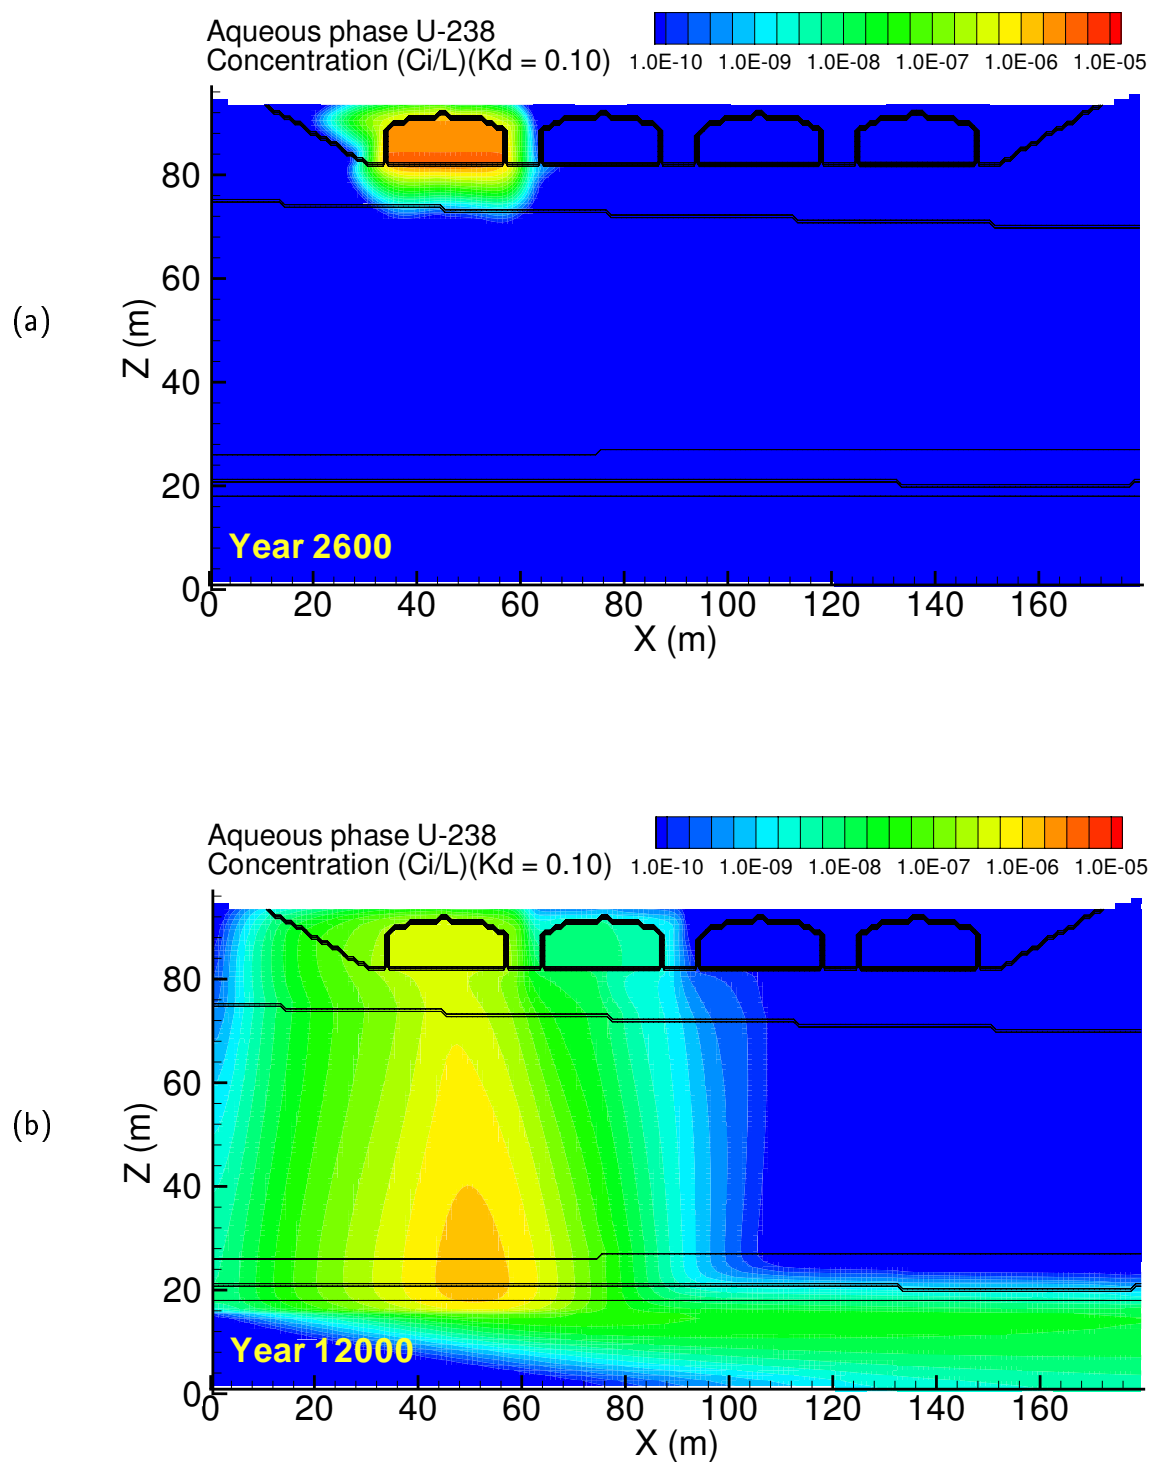 Aqueous phase U-238
Concentration (Ci/L)(Kd = 0.10)
1.0E-10 1.0E-09 1.0E-08 1.0E-07 1.0E-06 1.0E-05
80
60
(a)
Z (m)
40
20
Year 2600
0
0 20 40 60 80 100 120 140 160
X (m)
Aqueous phase U-238
Concentration (Ci/L)(Kd = 0.10)
1.0E-10 1.0E-09 1.0E-08 1.0E-07 1.0E-06 1.0E-05
80
60
(b)
Z (m)
40
20
Year 12000
0
0 20 40 60 80 100 120 140 160
X (m)